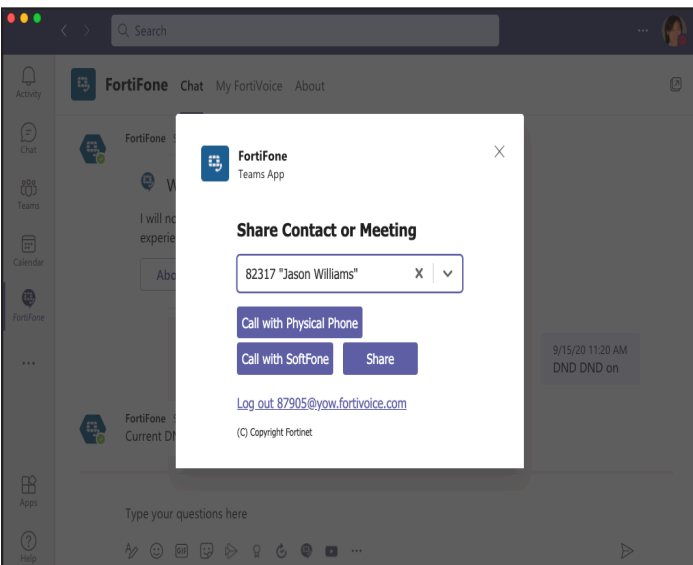 Search
Activity
Chat
Teams
Calendar
FortiFone
Apps
Help
FortiFone Chat My FortiVoice About
FortiFone
W
I will no
experie
Abo
FortiFone
Teams App
Share Contact or Meeting
82317 "Jason Williams"
Call with Physical Phone
Call with SoftFone Share
Log out 87905@yow.fortivoice.com
(C) Copyright Fortinet
9/15/20 11:20 AM
DND DND on
FortiFone
Current DN
Type your questions here
GIF